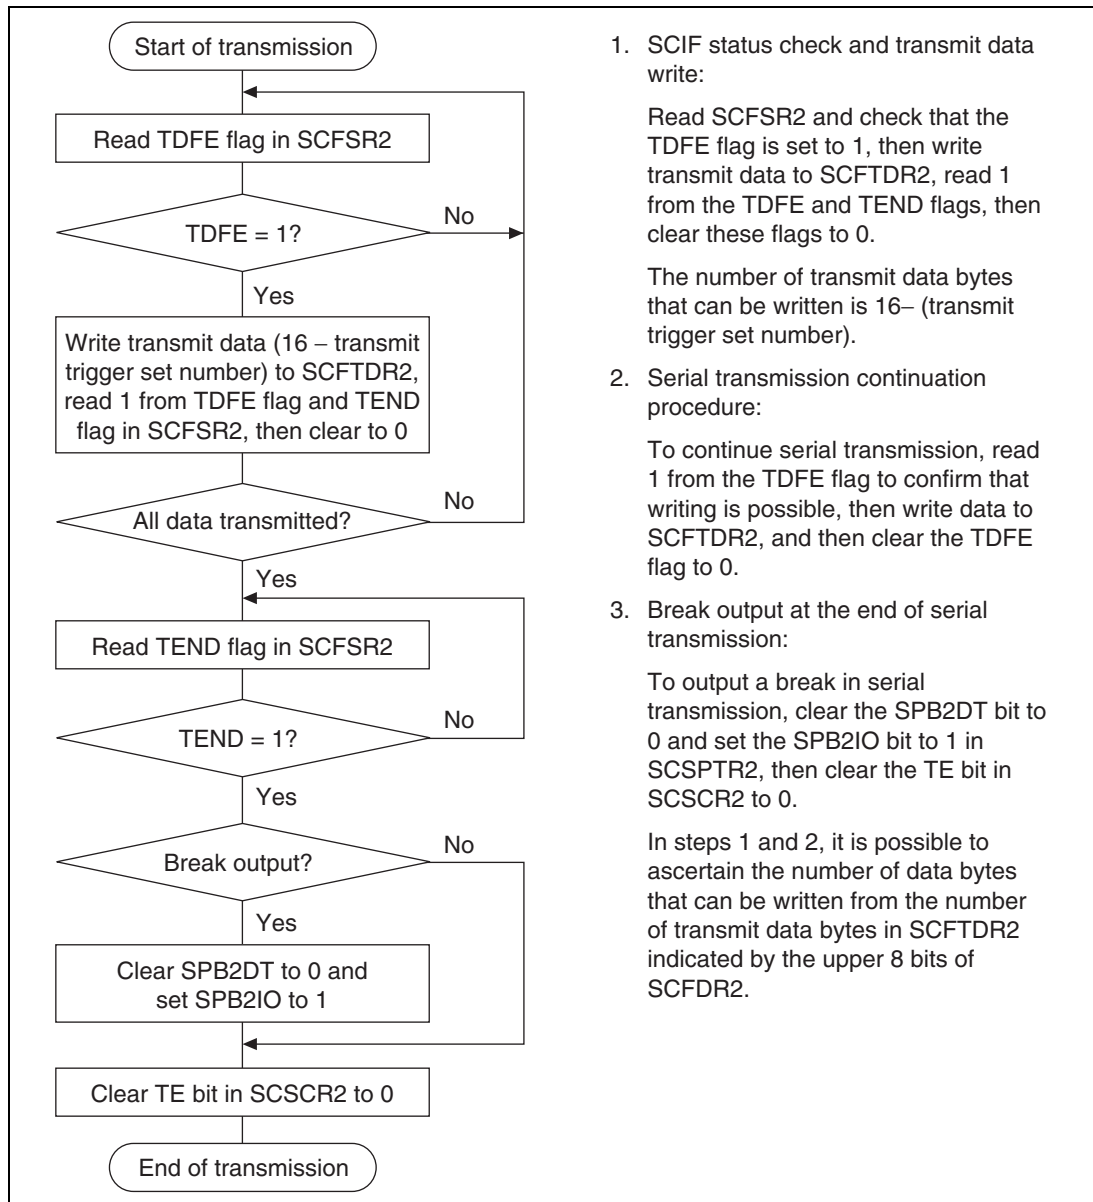 Start of transmission
Read TDFE flag in SCFSR2
TDFE = 1?
No
Yes
Write transmit data (16 – transmit
trigger set number) to SCFTDR2,
read 1 from TDFE flag and TEND
flag in SCFSR2, then clear to 0
All data transmitted?
No
Yes
Read TEND flag in SCFSR2
TEND = 1?
No
Yes
Break output?
No
Yes
Clear SPB2DT to 0 and
set SPB2IO to 1
Clear TE bit in SCSCR2 to 0
End of transmission
1. SCIF status check and transmit data
write:
Read SCFSR2 and check that the
TDFE flag is set to 1, then write
transmit data to SCFTDR2, read 1
from the TDFE and TEND flags, then
clear these flags to 0.
The number of transmit data bytes
that can be written is 16– (transmit
trigger set number).
2. Serial transmission continuation
procedure:
To continue serial transmission, read
1 from the TDFE flag to confirm that
writing is possible, then write data to
SCFTDR2, and then clear the TDFE
flag to 0.
3. Break output at the end of serial
transmission:
To output a break in serial
transmission, clear the SPB2DT bit to
0 and set the SPB2IO bit to 1 in
SCSPTR2, then clear the TE bit in
SCSCR2 to 0.
In steps 1 and 2, it is possible to
ascertain the number of data bytes
that can be written from the number
of transmit data bytes in SCFTDR2
indicated by the upper 8 bits of
SCFDR2.